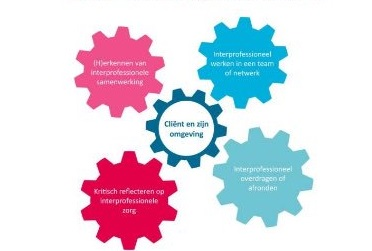 (H)erkennen van
interprofessionele
samenwerking
Interprofessioneel
werken in een team
of netwerk
Cliënt en zijn
omgeving
Kritisch reflecteren op
interprofessionele
zorg
Interprofessioneel
overdragen of
afronden